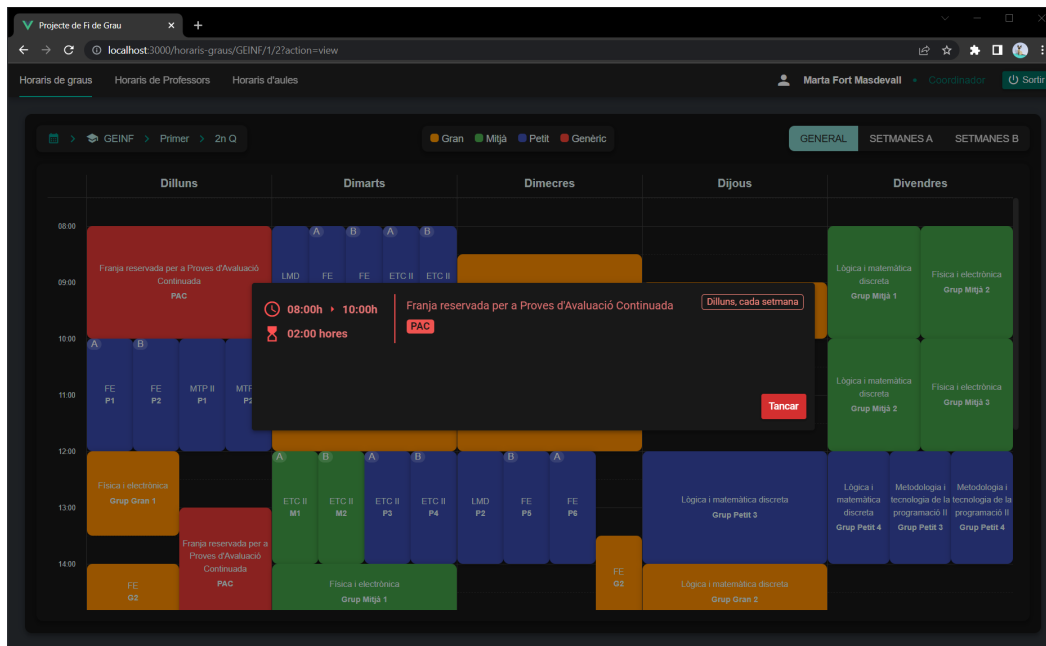 Projecte de Fi de Grau
localhost:3000/horaris-graus/GEINF/1/2?action=view
Horaris de graus
Horaris de Professors
Horaris d'aules
Marta Fort Masdevall
Coordinador
Sortir
GEINF
Primer
2n Q
Gran
Mitjà
Petit
Genèric
GENERAL
SETMANES A
SETMANES B
Dilluns
Dimarts
Dimecres
Dijous
Divendres
08:00
09:00
10:00
11:00
12:00
13:00
14:00
Franja reservada per a Proves d'Avaluació
Continuada
PAC
A
B
A
B
LMD
FE
FE
ETC II
ETC II
Lògica i matemàtica
discreta
Grup Mitjà 1
Física i electrònica
Grup Mitjà 2
08:00h
10:00h
02:00 hores
Franja reservada per a Proves d'Avaluació Continuada
PAC
Dilluns, cada setmana
Tancar
A
B
FE
P1
FE
P2
MTP II
P1
Lògica i matemàtica
discreta
Grup Mitjà 2
Física i electrònica
Grup Mitjà 3
Física i electrònica
Grup Gran 1
Franja reservada per a
Proves d'Avaluació
Continuada
PAC
FE
G2
A
B
A
B
ETC II
M1
ETC II
M2
ETC II
P3
ETC II
P4
Física i electrònica
Grup Mitjà 1
B
A
LMD
P2
FE
P5
FE
P6
FE
G2
Lògica i matemàtica discreta
Grup Petit 3
Lògica i matemàtica discreta
Grup Gran 2
Lògica i
matemàtica
discreta
Grup Petit 4
Metodologia i
tecnologia de la
programació II
Grup Petit 3
Metodologia i
tecnologia de la
programació II
Grup Petit 4